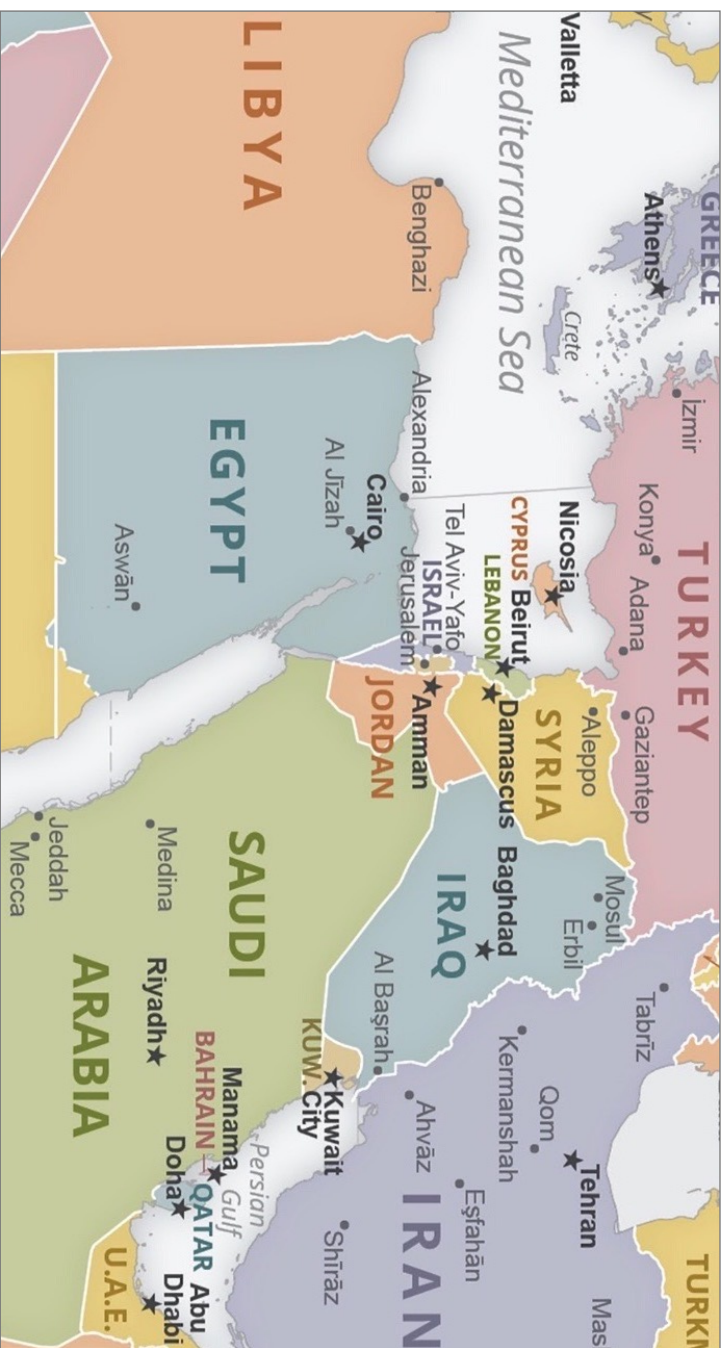 GREECE
TURKEY
TURKM
İzmir
Athens
Konya
Adana
Gaziantep
Tabrīz
Mosul
Erbil
Tehran
Mas
Valletta
Crete
Nicosia
CYPRUS
Aleppo
SYRIA
Qom
Mediterranean Sea
Beirut
LEBANON
Damascus
Baghdad
Kermanshah
Tel Aviv-Yafo
ISRAEL
IRAQ
Eşfahān
Benghazi
Alexandria
Jerusalem
Amman
Ahvāz
IRAN
Cairo
JORDAN
Al Başrah
Al Jīzah
Kuwait
City
KUW.
Shīrāz
LIBYA
EGYPT
SAUDI
ARABIA
Persian
Gulf
Manama
BAHRAIN
QATAR
Abu
Dhabi
Doha
Riyadh
Medina
Aswān
U.A.E.
Jeddah
Mecca